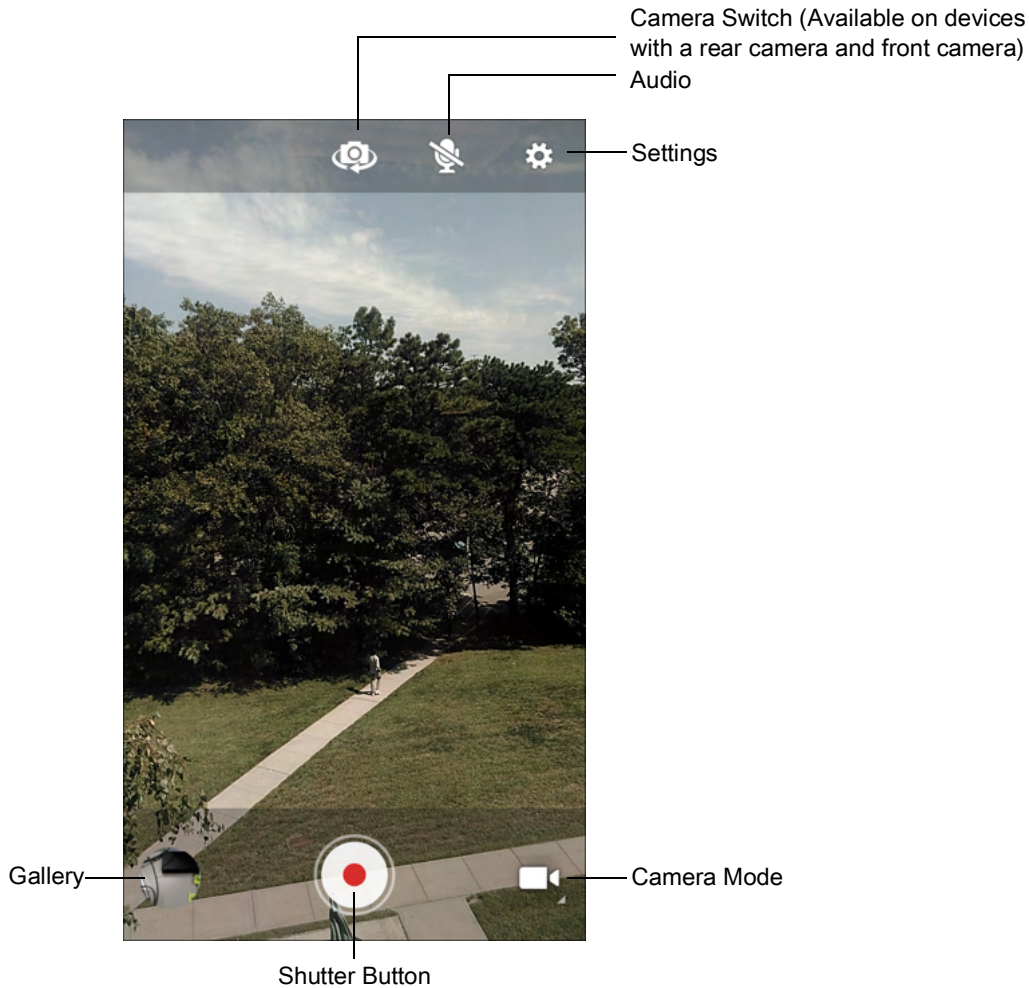 Camera Switch (Available on devices
with a rear camera and front camera)
Audio
Settings
Gallery
Camera Mode
Shutter Button